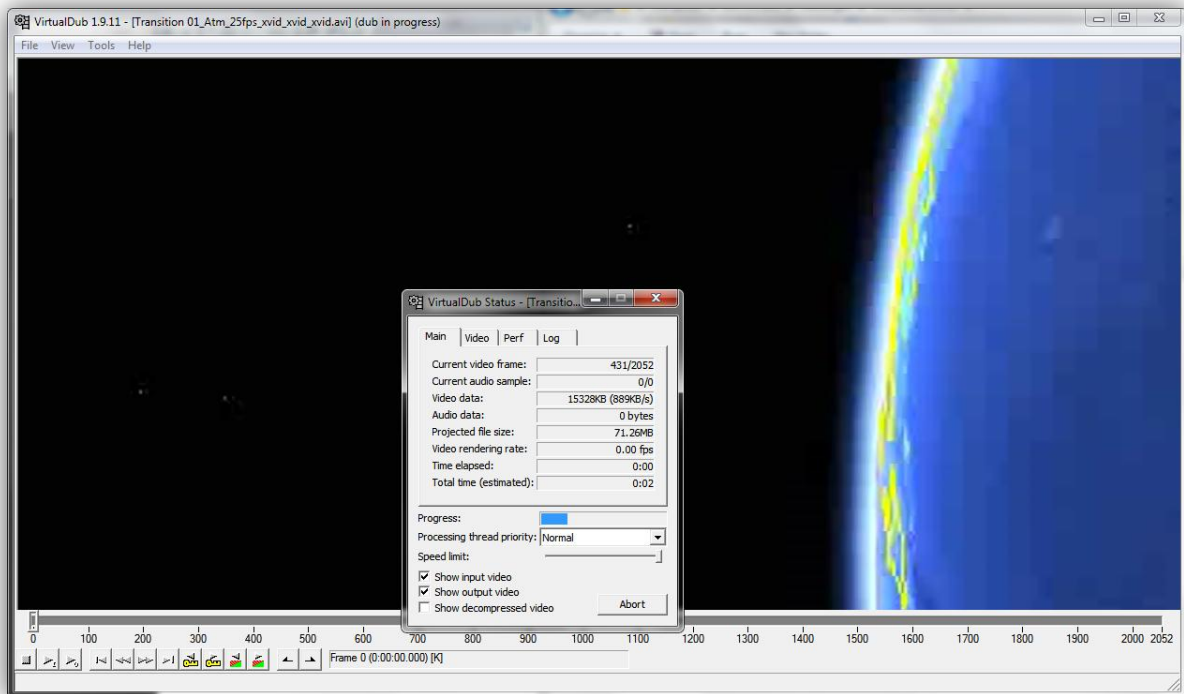 VirtualDub 1.9.11 - [Transition 01_Atm_25fps_xvid_xvid_xvid.avi] (dub in progress)
File View Tools Help
VirtualDub Status - [Transitio...
Main Video Perf Log
Current video frame: 431/2052
Current audio sample: 0/0
Video data: 15328KB (889KB/s)
Audio data: 0 bytes
Projected file size: 71.26MB
Video rendering rate: 0.00 fps
Time elapsed: 0:00
Total time (estimated): 0:02
Progress:
Processing thread priority: Normal
Speed limit:
Show input video
Show output video
Show decompressed video
Abort
0 100 200 300 400 500 600 700 800 900 1000 1100 1200 1300 1400 1500 1600 1700 1800 1900 2000 2052
Frame 0 (0:00:00.000) [K]